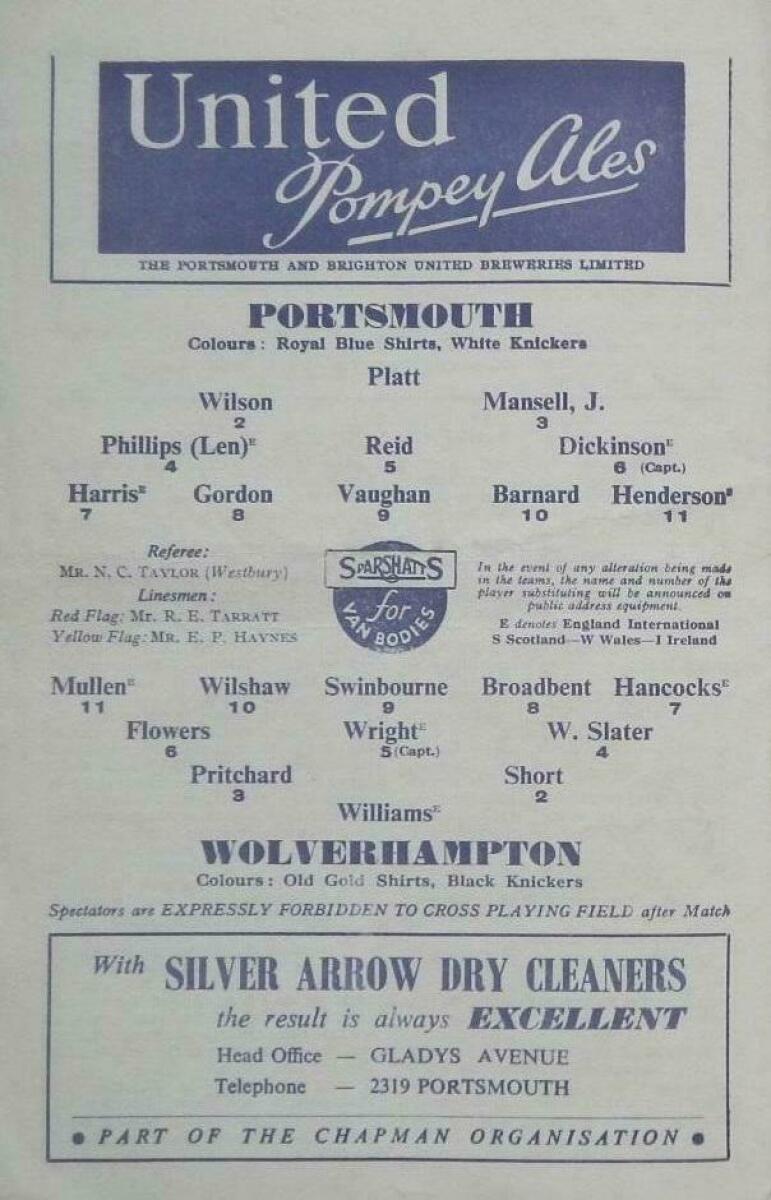 United
Pompey Ales
THE PORTSMOUTH AND BRIGHTON UNITED BREWERIES LIMITED
PORTSMOUTH
Colours: Royal Blue Shirts, White Knickers
Platt
Wilson Mansell, J.
2 3
Phillips (Len)E Reid DickinsonE
4 5 6 (Capt.)
HarrisE Gordon Vaughan Barnard Henderson
7 8 9 10 11
Referee:
MR. N. C. TAYLOR (Westbury)
Linesmen:
Red Flag: Mr. R. E. TARRATT
Yellow Flag: MR. E. P. HAYNES
SPARSHATTS
for
VAN BODIES
In the event of any alteration being made
in the teams, the name and number of the
player substituting will be announced on
public address equipment.
E denotes England International
S Scotland—W Wales—I Ireland
MullenE Wilshaw Swinbourne Broadbent HancocksE
11 10 9 8 7
Flowers WrightE W. Slater
6 5 (Capt.) 4
Pritchard Short
3 2
WilliamsE
WOLVERHAMPTON
Colours: Old Gold Shirts, Black Knickers
Spectators are EXPRESSLY FORBIDDEN TO CROSS PLAYING FIELD after Match
With SILVER ARROW DRY CLEANERS
the result is always EXCELLENT
Head Office — GLADYS AVENUE
Telephone — 2319 PORTSMOUTH
● PART OF THE CHAPMAN ORGANISATION ●